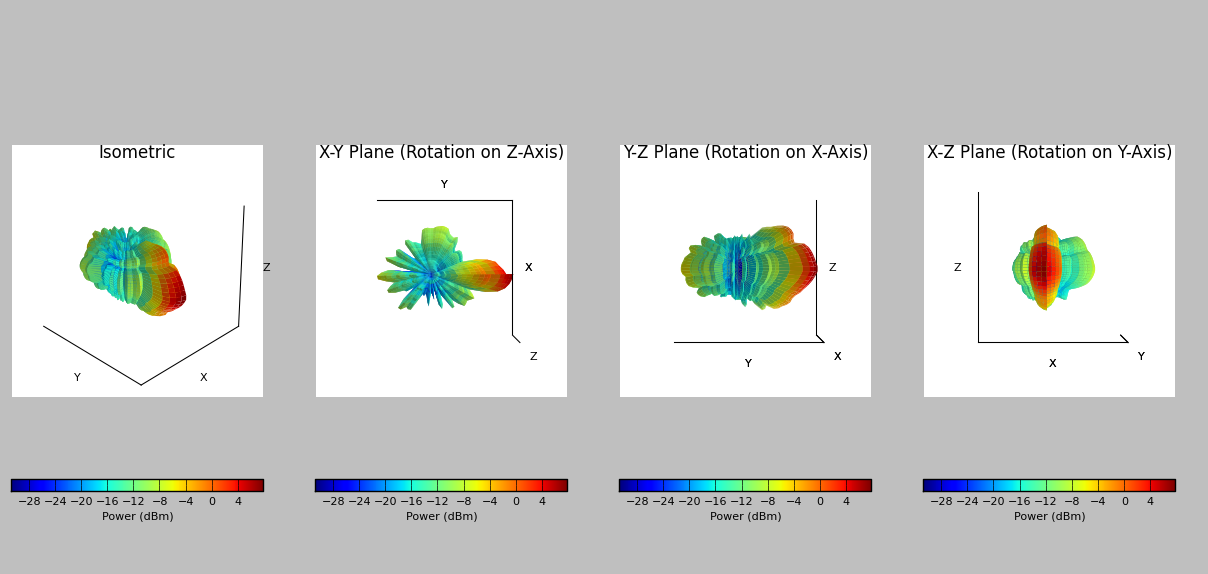 Isometric
Z
Y
X
−28 −24 −20 −16 −12 −8 −4 0 4
Power (dBm)
X-Y Plane (Rotation on Z-Axis)
Y
X
Z
−28 −24 −20 −16 −12 −8 −4 0 4
Power (dBm)
Y-Z Plane (Rotation on X-Axis)
Z
X
Y
−28 −24 −20 −16 −12 −8 −4 0 4
Power (dBm)
X-Z Plane (Rotation on Y-Axis)
Z
Y
X
−28 −24 −20 −16 −12 −8 −4 0 4
Power (dBm)